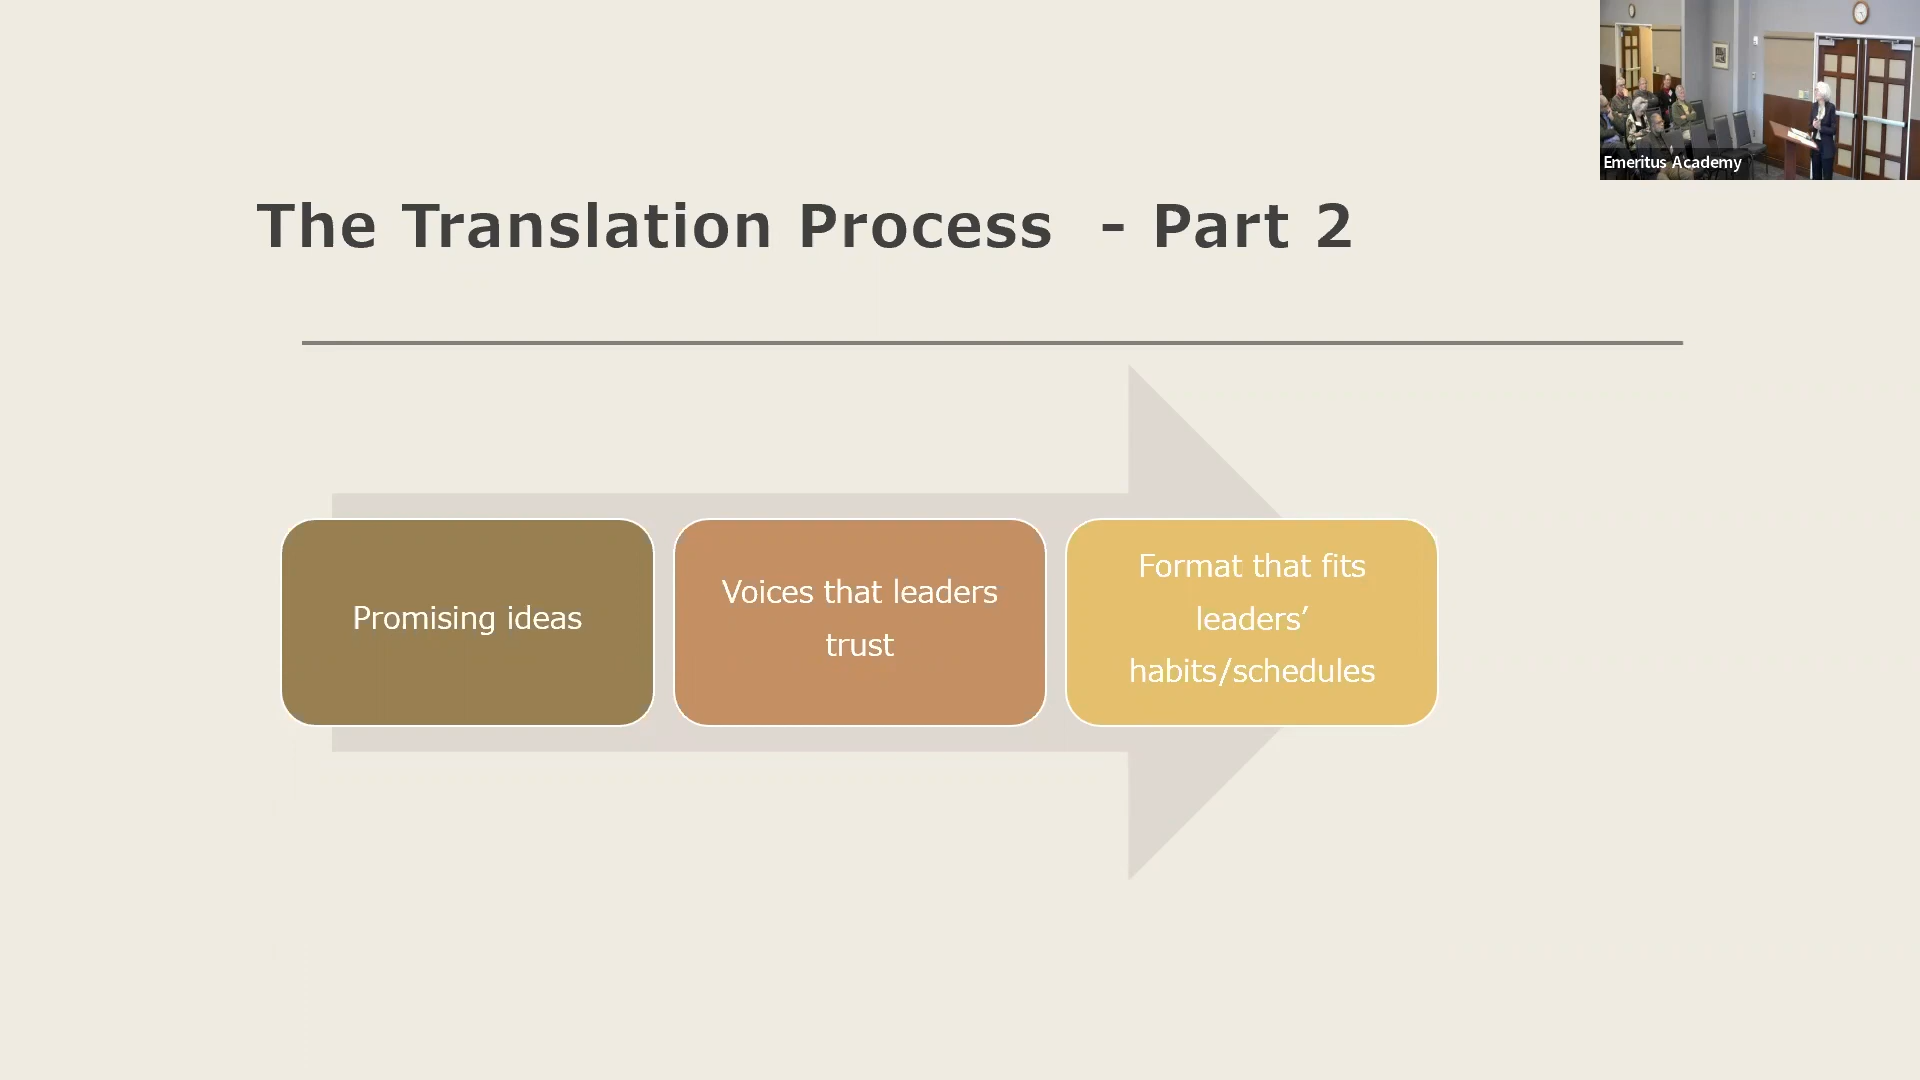 Emeritus Academy
The Translation Process  - Part 2
Promising ideas
Voices that leaders
trust
Format that fits
leaders’
habits/schedules